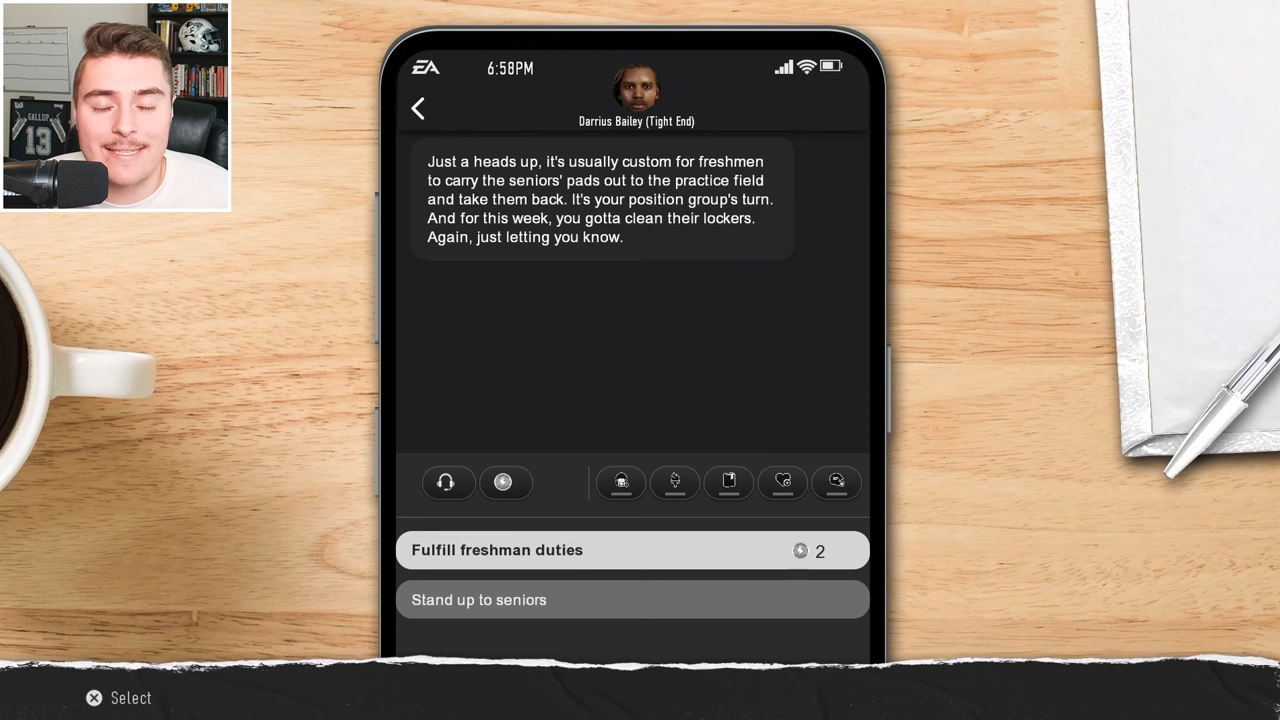 GALLUP
13
EA
6:58PM
Darrius Bailey (Tight End)
Just a heads up, it's usually custom for freshmen
to carry the seniors' pads out to the practice field
and take them back. It's your position group's turn.
And for this week, you gotta clean their lockers.
Again, just letting you know.
Fulfill freshman duties 2
Stand up to seniors
Select